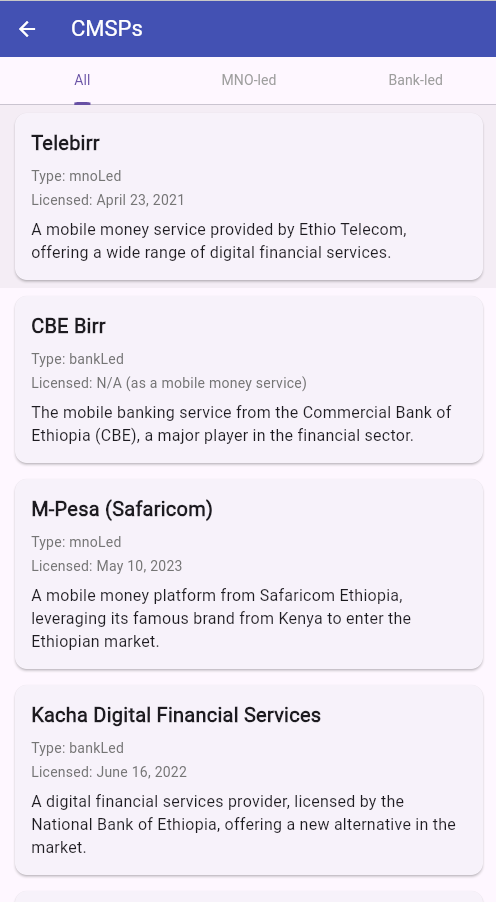 CMSPs
All
MNO-led
Bank-led
Telebirr
Type: mnoLed
Licensed: April 23, 2021
A mobile money service provided by Ethio Telecom,
offering a wide range of digital financial services.
CBE Birr
Type: bankLed
Licensed: N/A (as a mobile money service)
The mobile banking service from the Commercial Bank of
Ethiopia (CBE), a major player in the financial sector.
M-Pesa (Safaricom)
Type: mnoLed
Licensed: May 10, 2023
A mobile money platform from Safaricom Ethiopia,
leveraging its famous brand from Kenya to enter the
Ethiopian market.
Kacha Digital Financial Services
Type: bankLed
Licensed: June 16, 2022
A digital financial services provider, licensed by the
National Bank of Ethiopia, offering a new alternative in the
market.